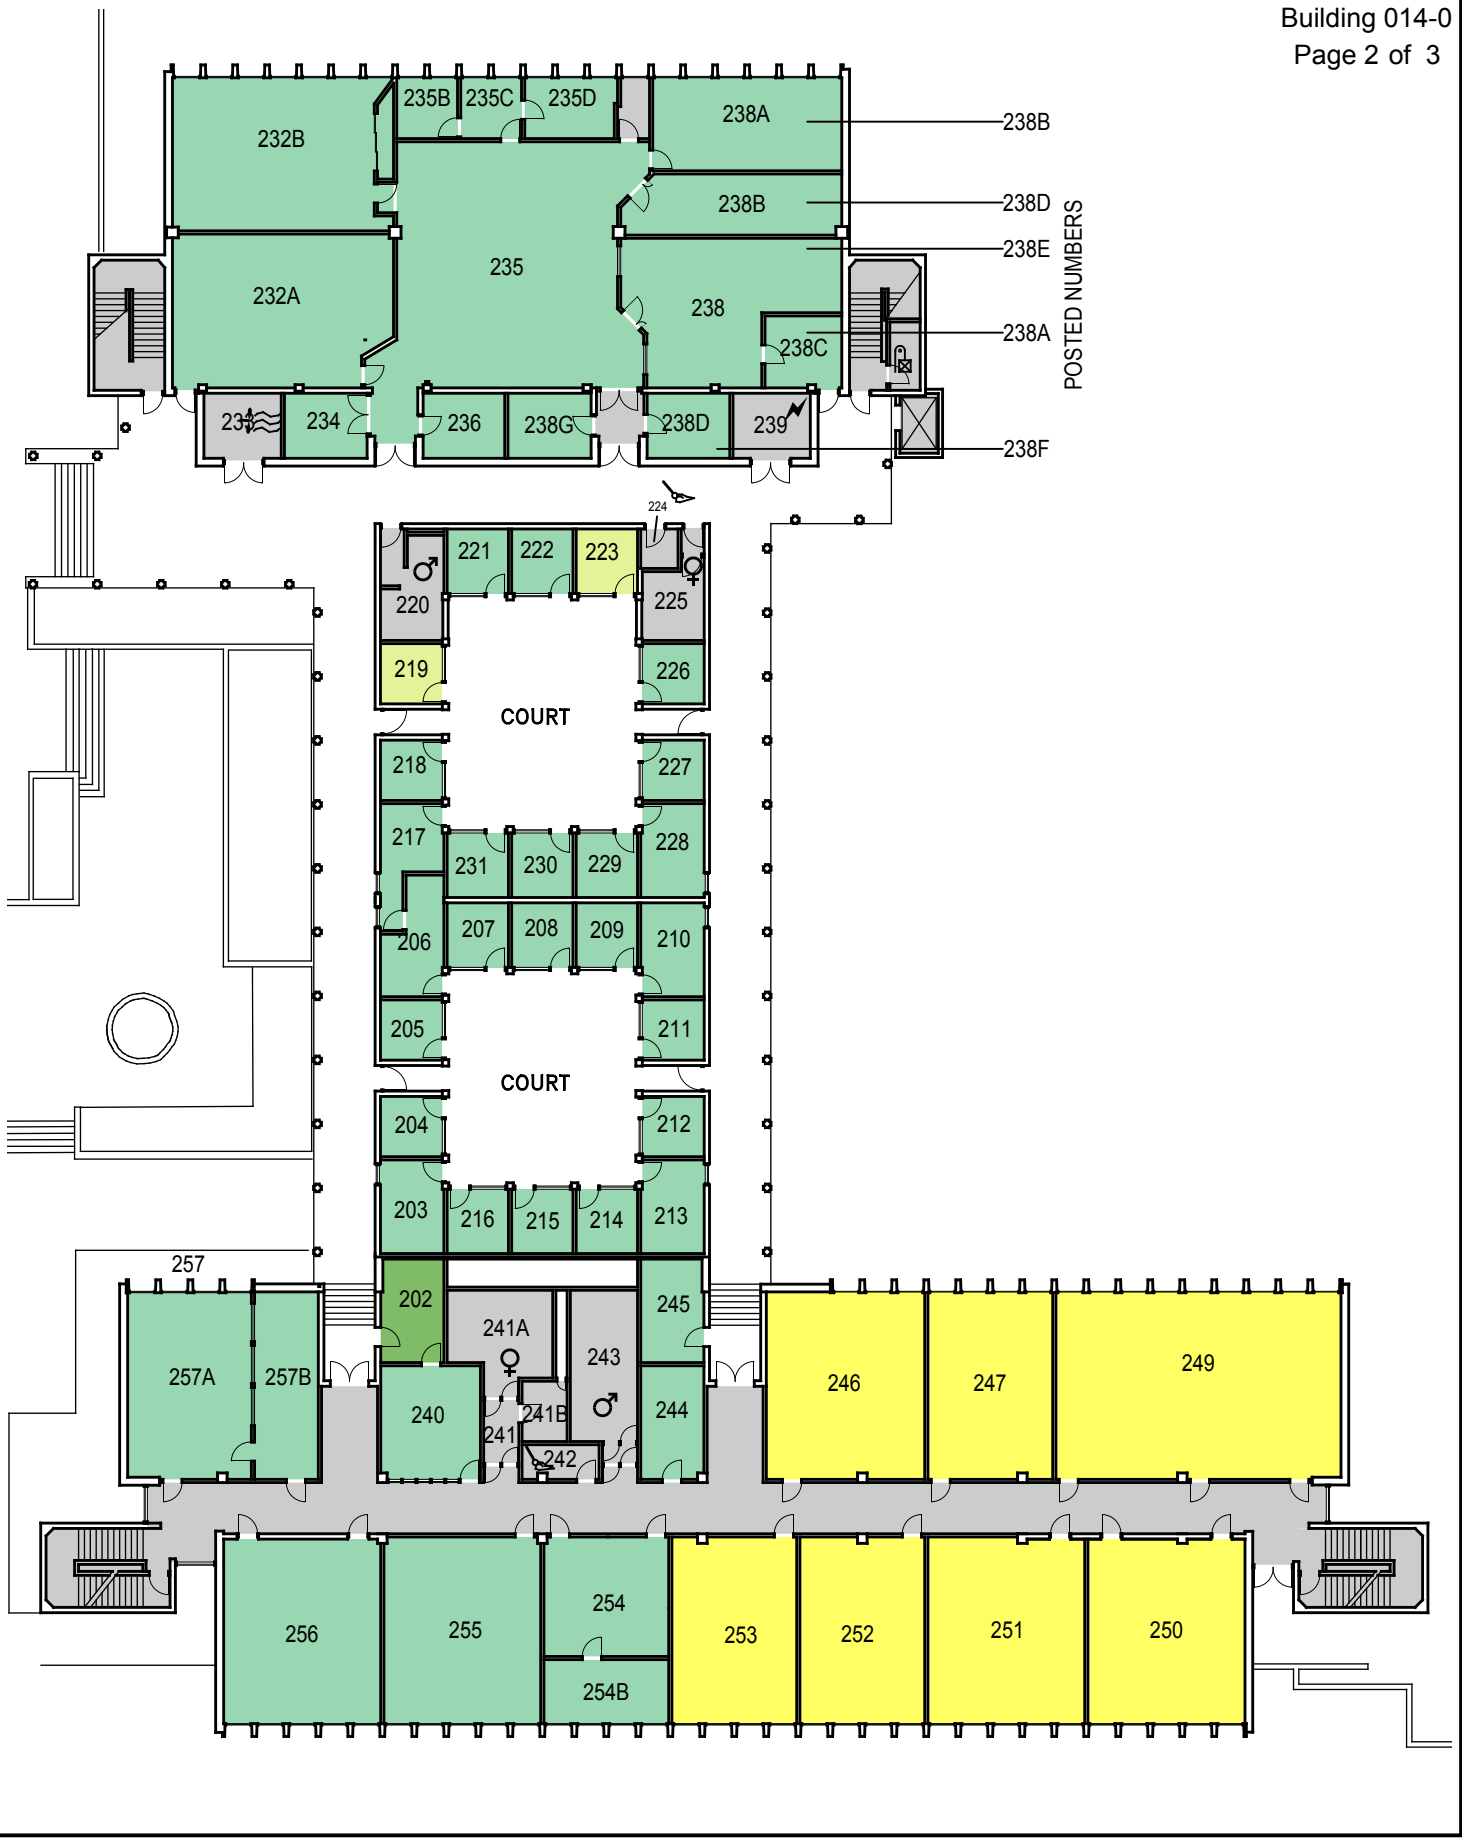 Building 014-0
Page 2 of 3
235B 235C 235D
238A
238B
232B
238B
238D
POSTED NUMBERS
238E
235
232A
238
238A
238C
233 234 236 238G 238D 239
238F
224
221 222 223
220 225
219 226
COURT
218 227
217 228
231 230 229
207 208 209 210
206
205 211
COURT
204 212
203 216 215 214 213
257
202 245
241A
243
257A 257B 246 247 249
240 241B 244
241
242
254
256 255 253 252 251 250
254B